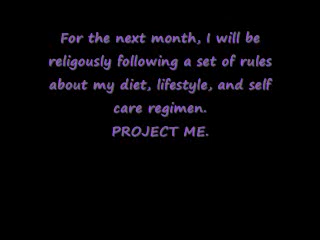 For the next month, I will be
religously following a set of rules
about my diet, lifestyle, and self
care regimen.
PROJECT ME.